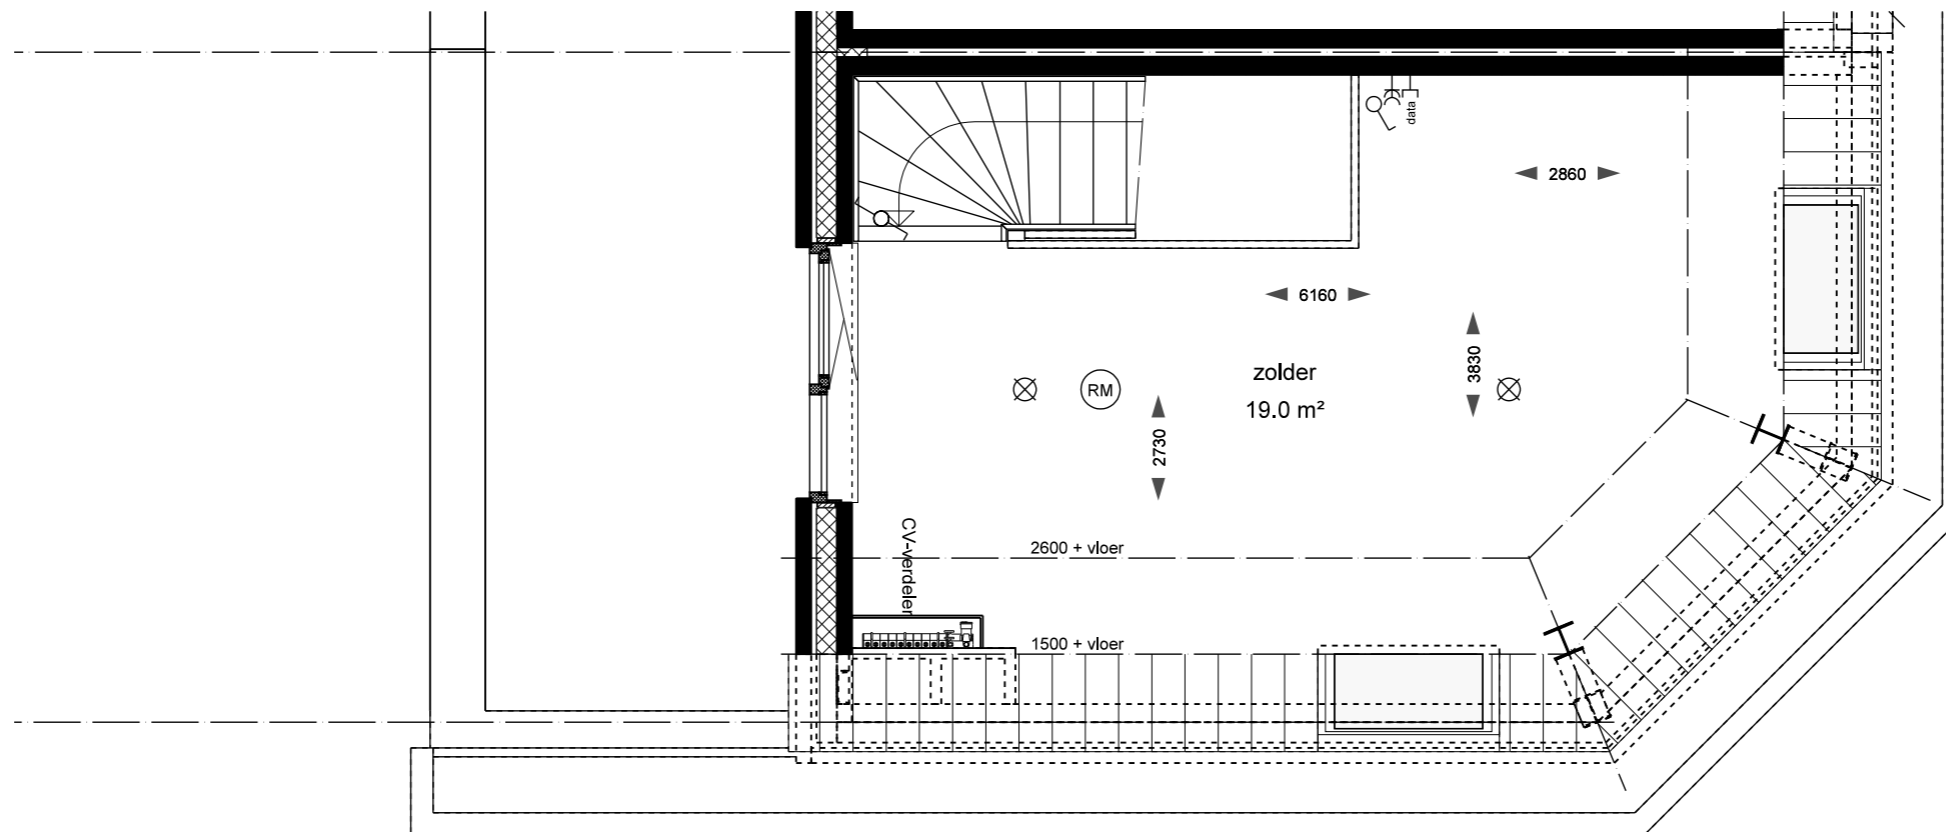 data
2860
6160
3830
zolder
19.0 m²
RM
2730
CV-verdeler
2600 + vloer
1500 + vloer